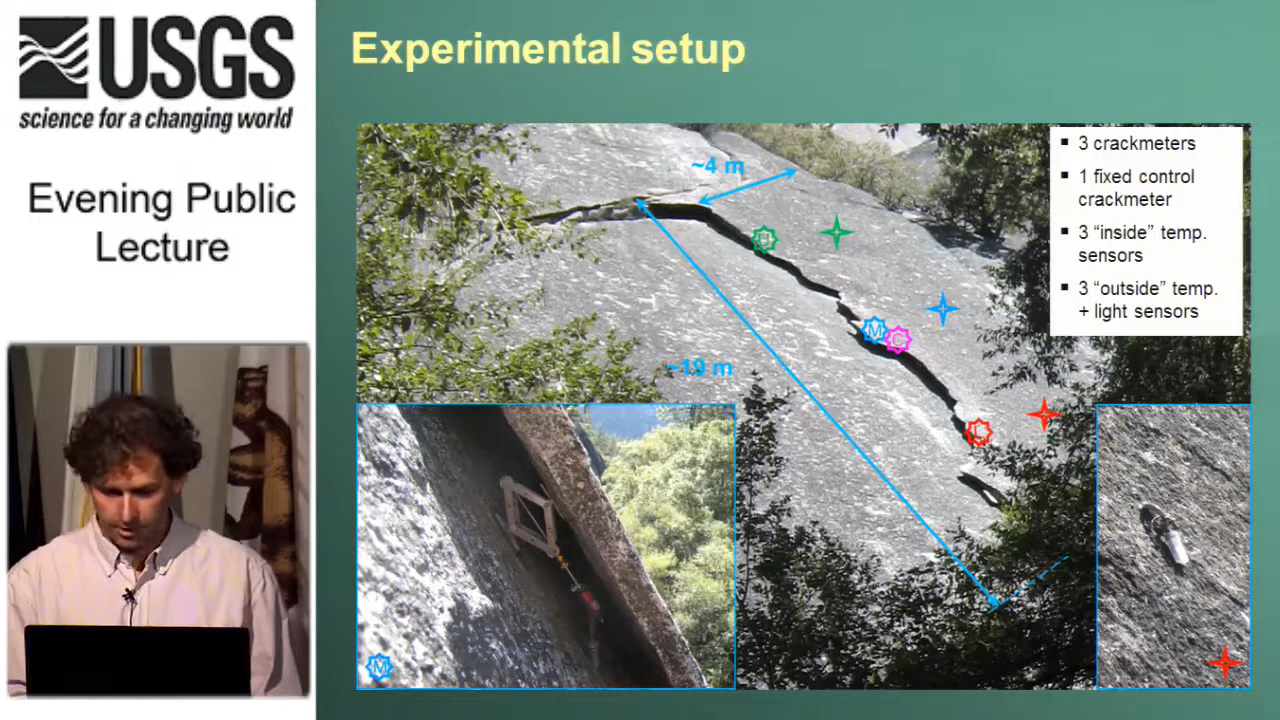 USGS
science for a changing world
Evening Public
Lecture
Experimental setup
~4 m
▪ 3 crackmeters
▪ 1 fixed control
crackmeter
▪ 3 “inside” temp.
sensors
▪ 3 “outside” temp.
+ light sensors
U
M
C
~19 m
L
M